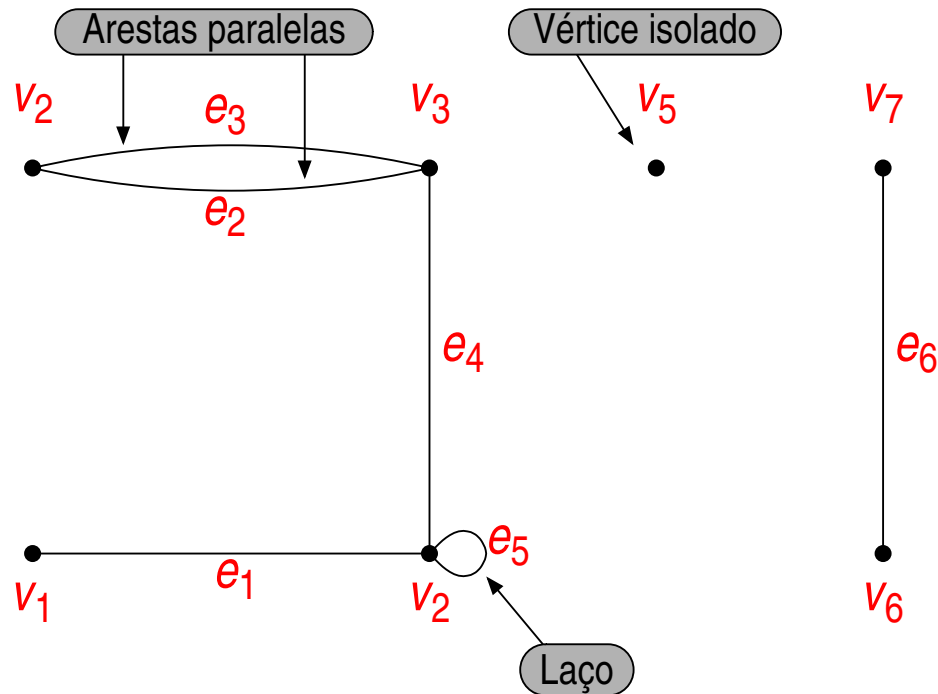 Arestas paralelas
Vértice isolado
v2
e3
v3
v5
v7
e2
e4
e6
e5
e1
v1
v2
v6
Laço